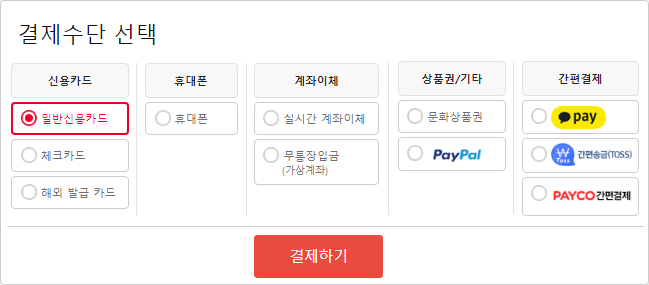 결제수단 선택
신용카드
일반신용카드
체크카드
해외 발급 카드
휴대폰
휴대폰
계좌이체
실시간 계좌이체
무통장입금
(가상계좌)
상품권/기타
문화상품권
PayPal
간편결제
pay
₩ Toss 간편송금(TOSS)
PAYCO 간편결제
결제하기